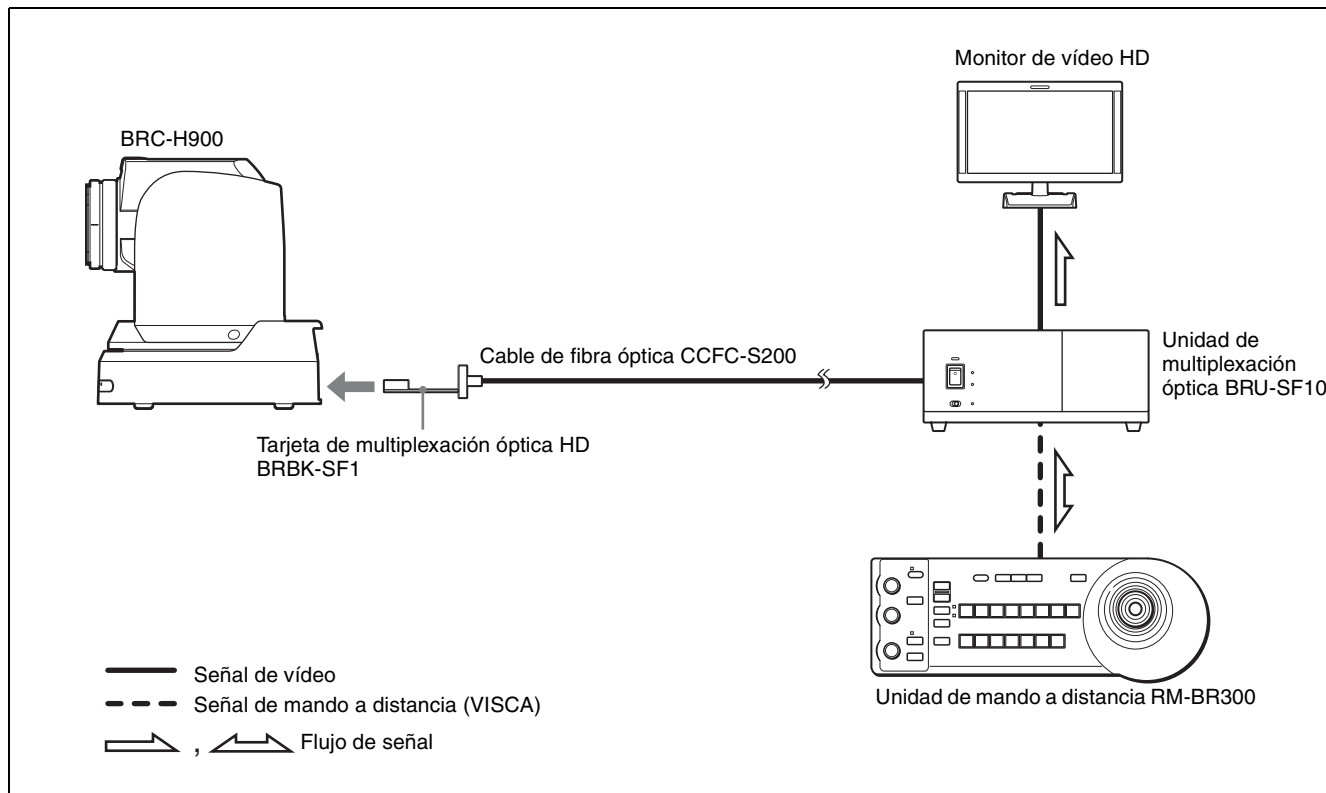 Monitor de vídeo HD
BRC-H900
Cable de fibra óptica CCFC-S200
Unidad de
multiplexación
óptica BRU-SF10
Tarjeta de multiplexación óptica HD
BRBK-SF1
Unidad de mando a distancia RM-BR300
Señal de vídeo
Señal de mando a distancia (VISCA)
, Flujo de señal